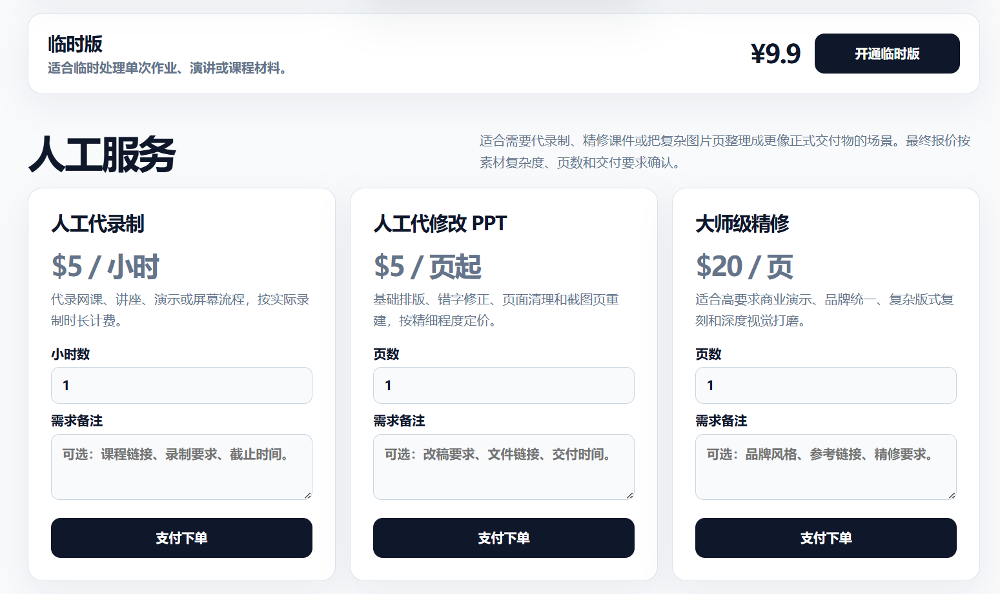 临时版
适合临时处理单次作业、演讲或课程材料。
¥9.9
开通临时版
人工服务
适合需要代录制、精修课件或把复杂图片页整理成更像正式交付物的场景。最终报价按
素材复杂度、页数和交付要求确认。
人工代录制
$5 / 小时
代录网课、讲座、演示或屏幕流程，按实际录
制时长计费。
小时数
1
需求备注
可选：课程链接、录制要求、截止时间。
支付下单
人工代修改 PPT
$5 / 页起
基础排版、错字修正、页面清理和截图页重
建，按精细程度定价。
页数
1
需求备注
可选：改稿要求、文件链接、交付时间。
支付下单
大师级精修
$20 / 页
适合高要求商业演示、品牌统一、复杂版式复
刻和深度视觉打磨。
页数
1
需求备注
可选：品牌风格、参考链接、精修要求。
支付下单